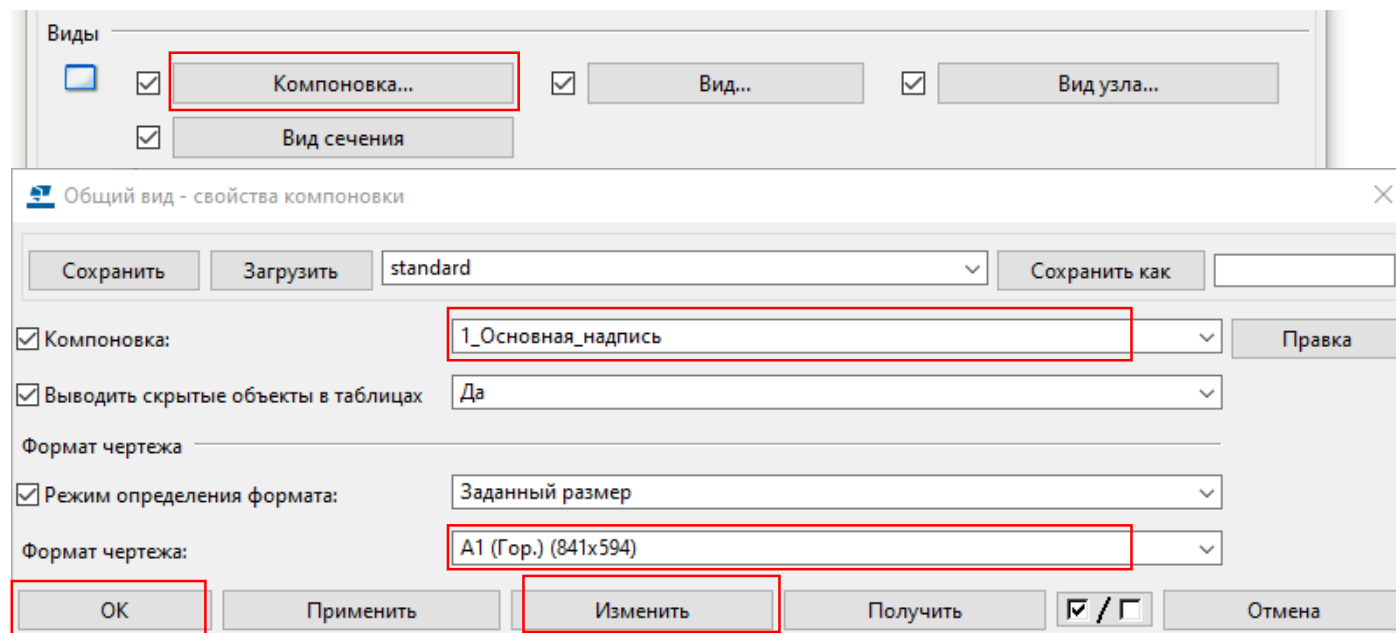 Виды
Компоновка... Вид... Вид узла...
Вид сечения
Общий вид - свойства компоновки
Сохранить Загрузить standard Сохранить как
Компоновка: 1_Основная_надпись Правка
Выводить скрытые объекты в таблицах Да
Формат чертежа
Режим определения формата: Заданный размер
Формат чертежа: А1 (Гор.) (841x594)
ОК Применить Изменить Получить / Отмена